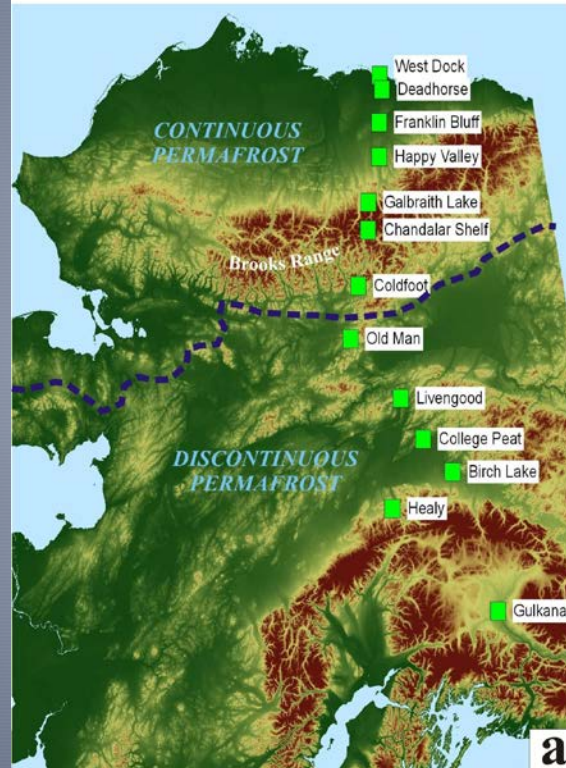 West Dock
Deadhorse
CONTINUOUS
PERMAFROST
Franklin Bluff
Happy Valley
Galbraith Lake
Chandalar Shelf
Brooks Range
Coldfoot
Old Man
Livengood
College Peat
DISCONTINUOUS
PERMAFROST
Birch Lake
Healy
Gulkana
a